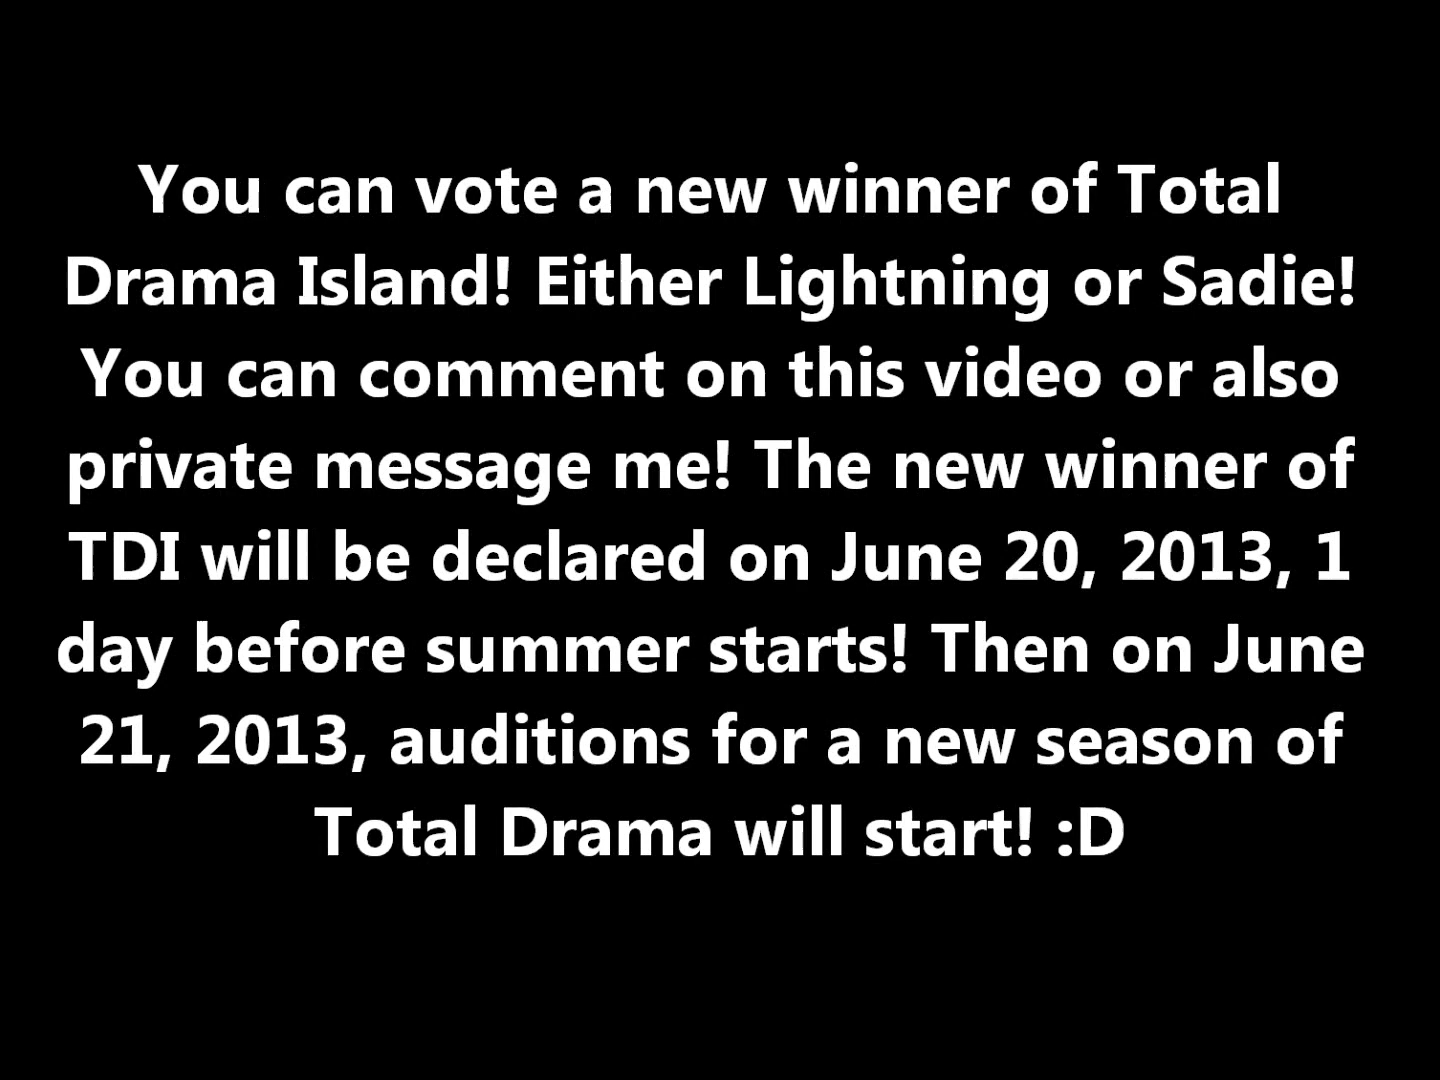 You can vote a new winner of Total
Drama Island! Either Lightning or Sadie!
You can comment on this video or also
private message me! The new winner of
TDI will be declared on June 20, 2013, 1
day before summer starts! Then on June
21, 2013, auditions for a new season of
Total Drama will start! :D